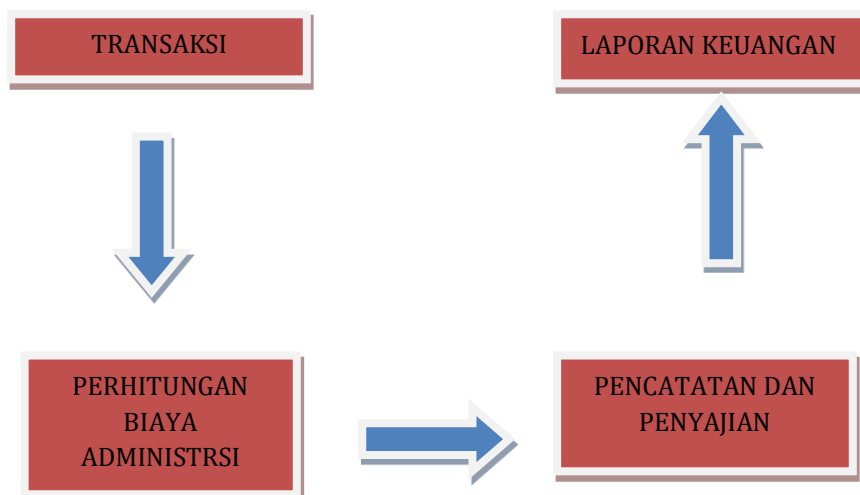 TRANSAKSI
LAPORAN KEUANGAN
PERHITUNGAN
BIAYA
ADMINISTRSI
PENCATATAN DAN
PENYAJIAN